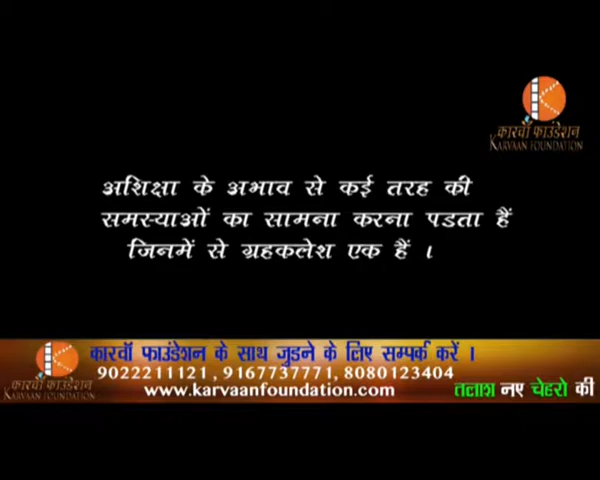 कारवाँ फाउंडेशन
KARVAAN FOUNDATION
अशिक्षा के अभाव से कई तरह की
समस्याओं का सामना करना पडता हैं
जिनमें से ग्रहकलेश एक हैं ।
कारवाँ फाउंडेशन के साथ जुडने के लिए सम्पर्क करें ।
9022211121, 9167737771, 8080123404
www.karvaanfoundation.com
कारवाँ फाउंडेशन
KARVAAN FOUNDATION
तलाश नए चेहरो की